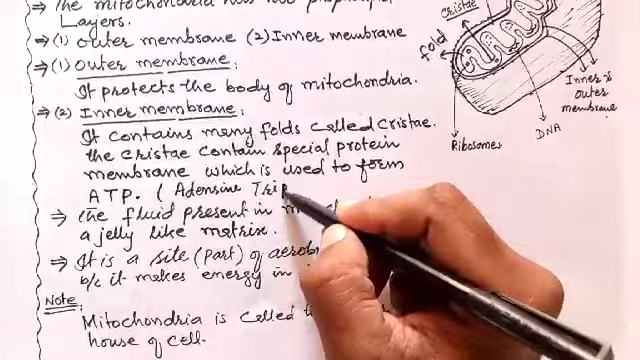 ⇒ The mitochondria has two
Layers.
⇒ (1) Outer membrane (2) Inner Membrane
⇒ (1) Outer membrane:
It protects the body of mitochondria.
⇒ (2) Inner membrane:
It contains many folds called Cristae.
the Cristae contain special protein
membrane which is used to form
ATP. ( Adensine Trip
⇒ The fluid present in
a jelly like matrix.
⇒ It is a site (part) of aerob
b/c it makes energy in
Note:
Mitochondria is called
house of cell.
Cristae
fold
Inner &
Outer
membrane
DNA
Ribosomes